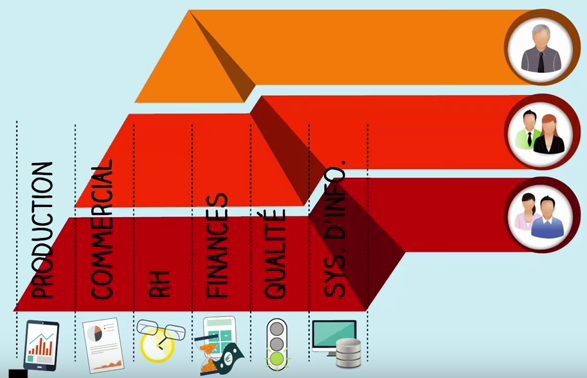 PRODUCTION
COMMERCIAL
RH
FINANCES
QUALITÉ
SYS. D'INFO.